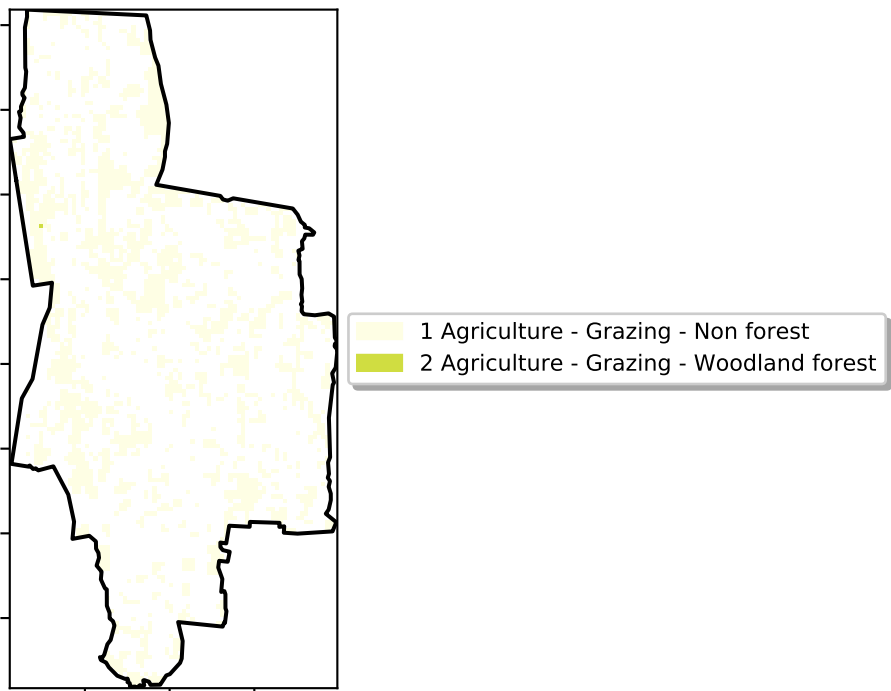 1 Agriculture - Grazing - Non forest
2 Agriculture - Grazing - Woodland forest